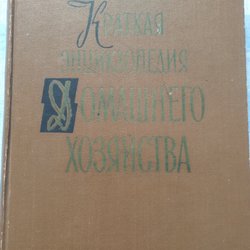 Краткая
энциклопедия
Домашнего
хозяйства